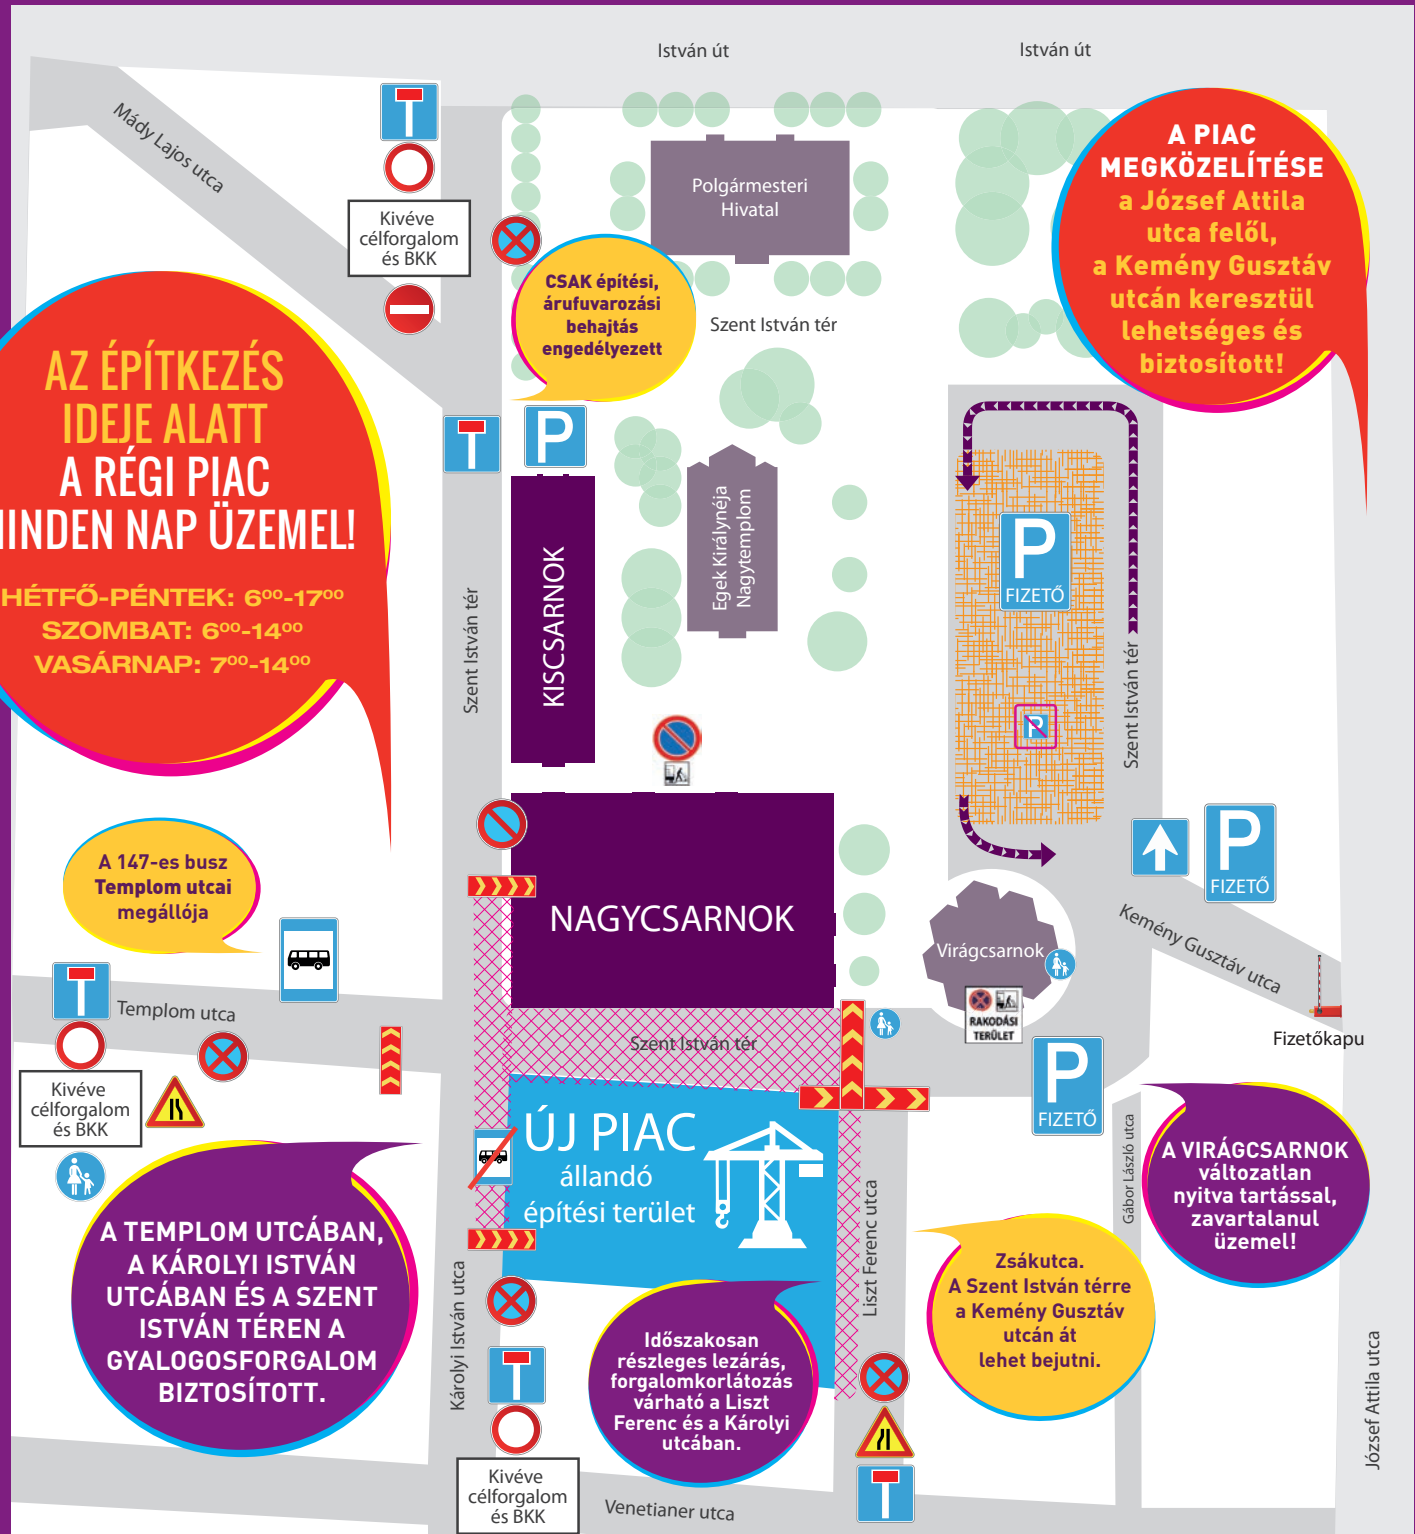 István út
István út
Mády Lajos utca
Kivéve
célforgalom
és BKK
Polgármesteri
Hivatal
A PIAC
MEGKÖZELÍTÉSE
a József Attila
utca felől,
a Kemény Gusztáv
utcán keresztül
lehetséges és
biztosított!
CSAK építési,
árufuvarozási
behajtás
engedélyezett
Szent István tér
AZ ÉPÍTKEZÉS
IDEJE ALATT
A RÉGI PIAC
MINDEN NAP ÜZEMEL!
HÉTFŐ-PÉNTEK: 6⁰⁰-17⁰⁰
SZOMBAT: 6⁰⁰-14⁰⁰
VASÁRNAP: 7⁰⁰-14⁰⁰
P
Szent István tér
KISCSARNOK
Egek Királynéja
Nagytemplom
P
FIZETŐ
P
Szent István tér
P
FIZETŐ
A 147-es busz
Templom utcai
megállója
NAGYCSARNOK
Virágcsarnok
RAKODÁSI
TERÜLET
Kemény Gusztáv utca
Fizetőkapu
Templom utca
Kivéve
célforgalom
és BKK
Szent István tér
P
FIZETŐ
ÚJ PIAC
állandó
építési terület
Gábor László utca
A VIRÁGCSARNOK
változatlan
nyitva tartással,
zavartalanul
üzemel!
A TEMPLOM UTCÁBAN,
A KÁROLYI ISTVÁN
UTCÁBAN ÉS A SZENT
ISTVÁN TÉREN A
GYALOGOSFORGALOM
BIZTOSÍTOTT.
Károlyi István utca
Liszt Ferenc utca
Zsákutca.
A Szent István térre
a Kemény Gusztáv
utcán át
lehet bejutni.
Időszakosan
részleges lezárás,
forgalomkorlátozás
várható a Liszt
Ferenc és a Károlyi
utcában.
József Attila utca
Kivéve
célforgalom
és BKK
Venetianer utca